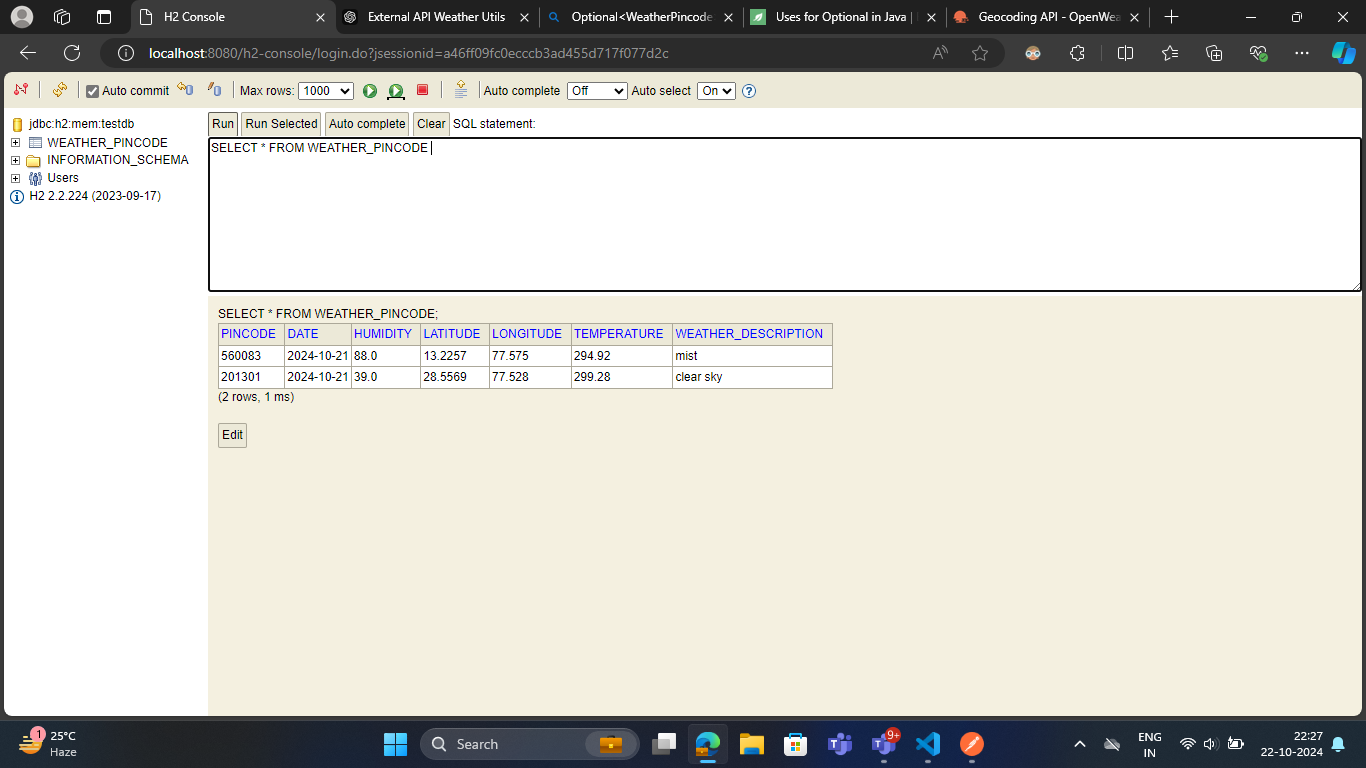 H2 Console
External API Weather Utils
Optional<WeatherPincode
Uses for Optional in Java |
Geocoding API - OpenWea
localhost:8080/h2-console/login.do?jsessionid=a46ff09fc0ecccb3ad455d717f077d2c
Auto commit
Max rows: 1000
Auto complete Off
Auto select On
jdbc:h2:mem:testdb
WEATHER_PINCODE
INFORMATION_SCHEMA
Users
H2 2.2.224 (2023-09-17)
Run Run Selected Auto complete Clear SQL statement:
SELECT * FROM WEATHER_PINCODE
SELECT * FROM WEATHER_PINCODE;
PINCODE DATE HUMIDITY LATITUDE LONGITUDE TEMPERATURE WEATHER_DESCRIPTION
560083 2024-10-21 88.0 13.2257 77.575 294.92 mist
201301 2024-10-21 39.0 28.5569 77.528 299.28 clear sky
(2 rows, 1 ms)
Edit
1
25°C
Haze
Search
9+
ENG
IN
22:27
22-10-2024